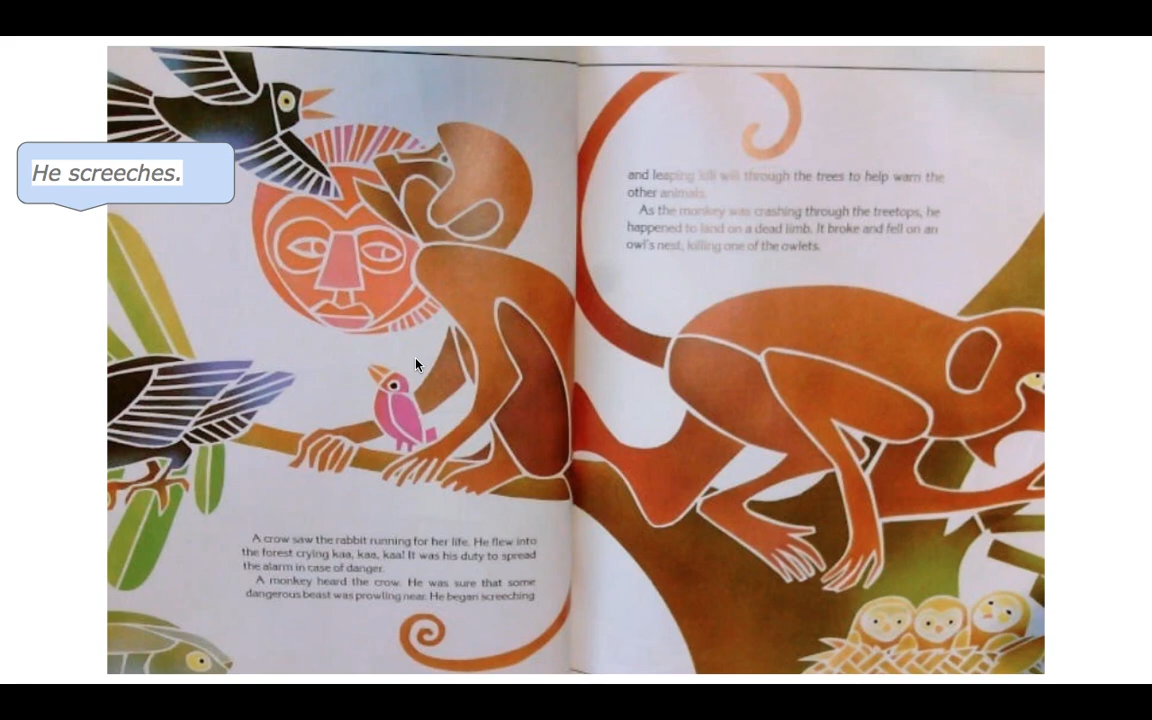 He screeches.
A crow saw the rabbit running for her life. He flew into
the forest crying kaa, kaa, kaa! It was his duty to spread
the alarm in case of danger.
A monkey heard the crow. He was sure that some
dangerous beast was prowling near. He began screeching
and leaping kili wili through the trees to help warn the
other animals.
As the monkey was crashing through the treetops, he
happened to land on a dead limb. It broke and fell on an
owl's nest, killing one of the owlets.